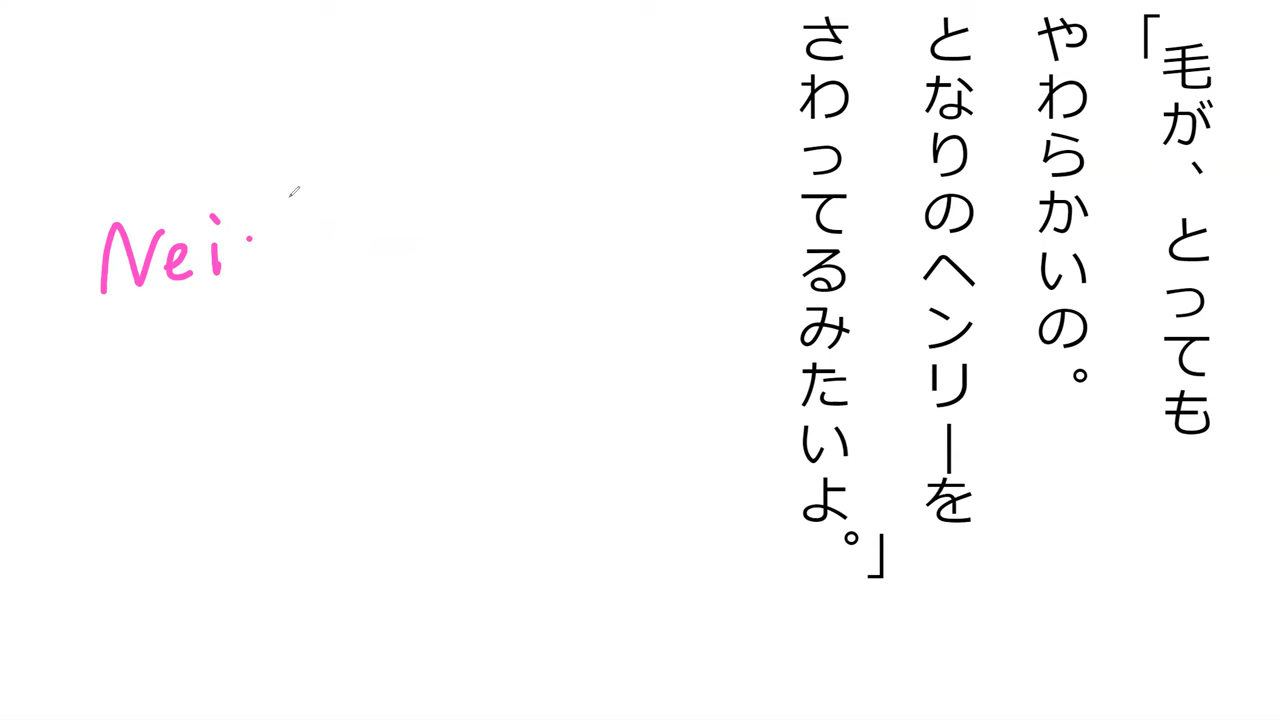 「毛が、とっても
やわらかいの。
となりのヘンリーを
さわってるみたいよ。」
Nei